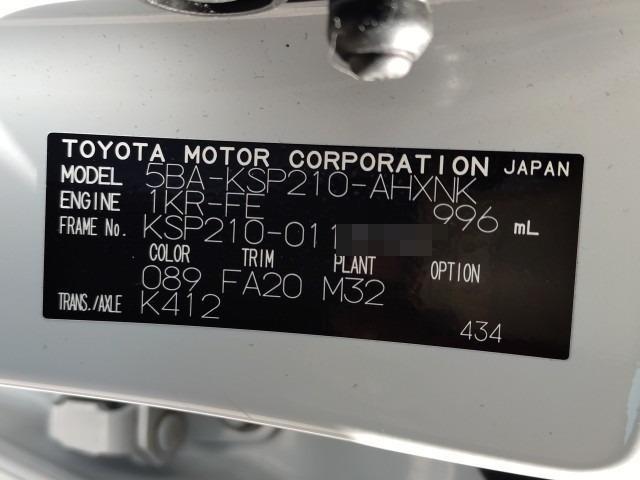 TOYOTA MOTOR CORPORATION JAPAN
MODEL 5BA-KSP210-AHXNK
ENGINE 1KR-FE 996 mL
FRAME No. KSP210-011
COLOR TRIM PLANT OPTION
089 FA20 M32
TRANS./AXLE K412
434